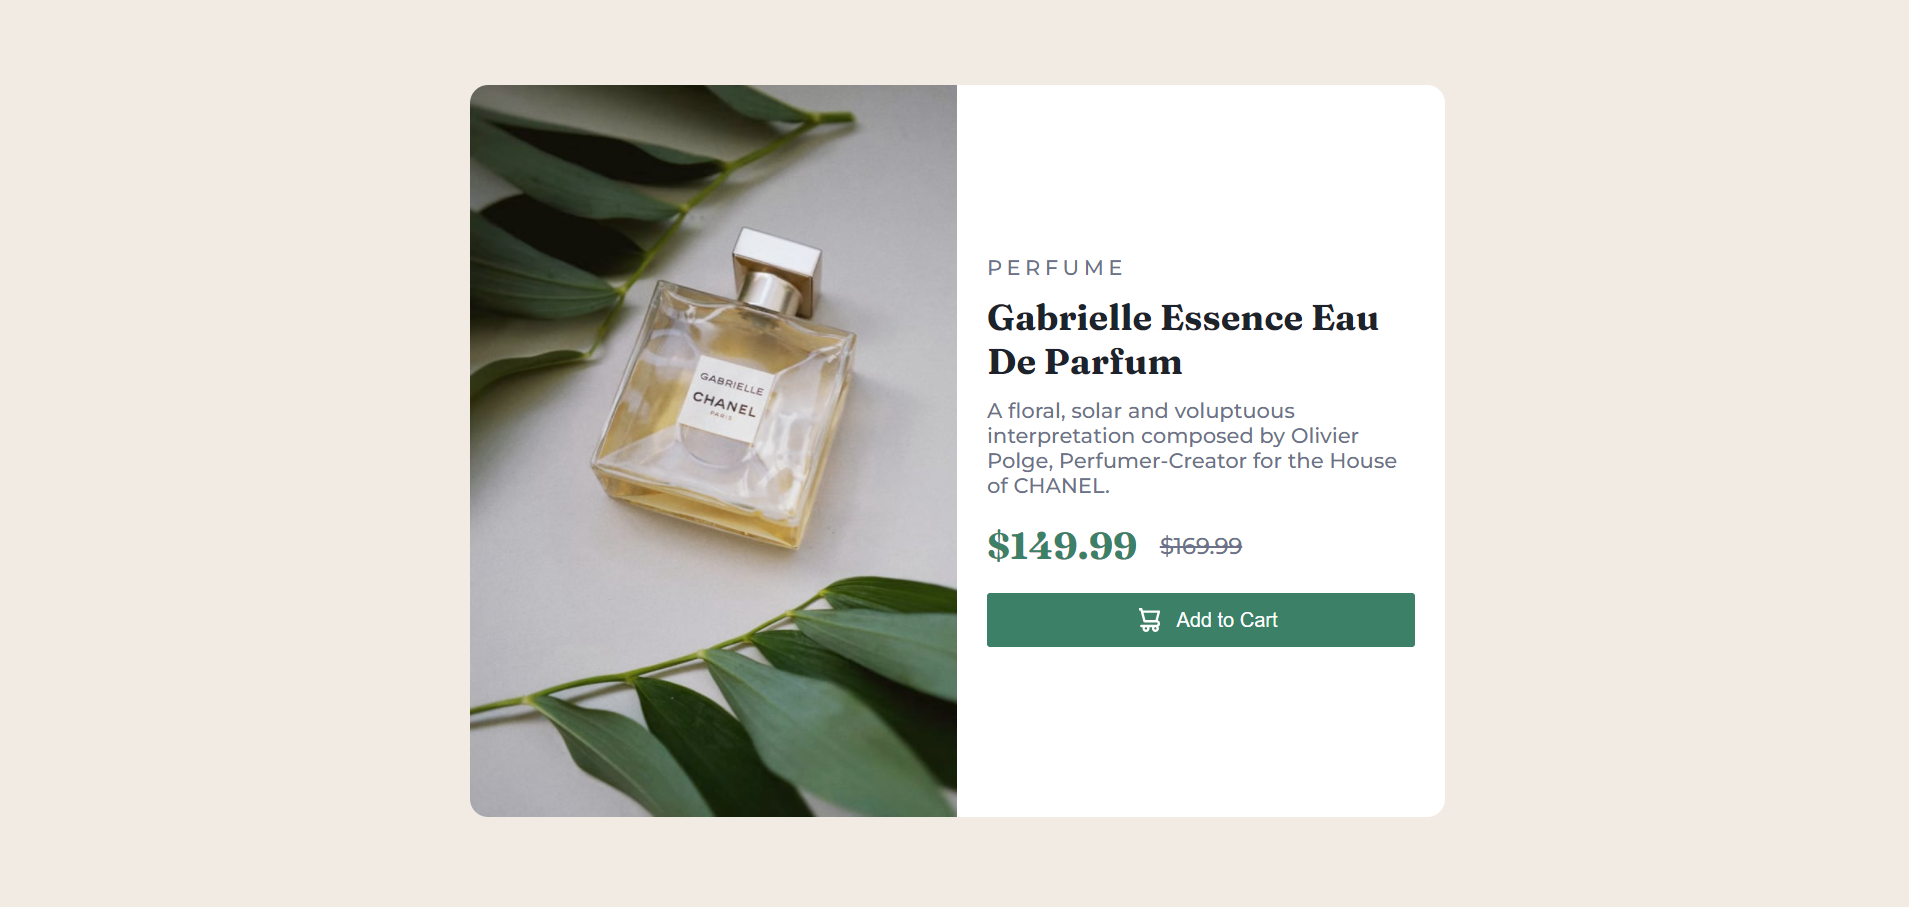 GABRIELLE
CHANEL
PARIS
PERFUME
Gabrielle Essence Eau
De Parfum
A floral, solar and voluptuous
interpretation composed by Olivier
Polge, Perfumer-Creator for the House
of CHANEL.
$149.99 $169.99
Add to Cart